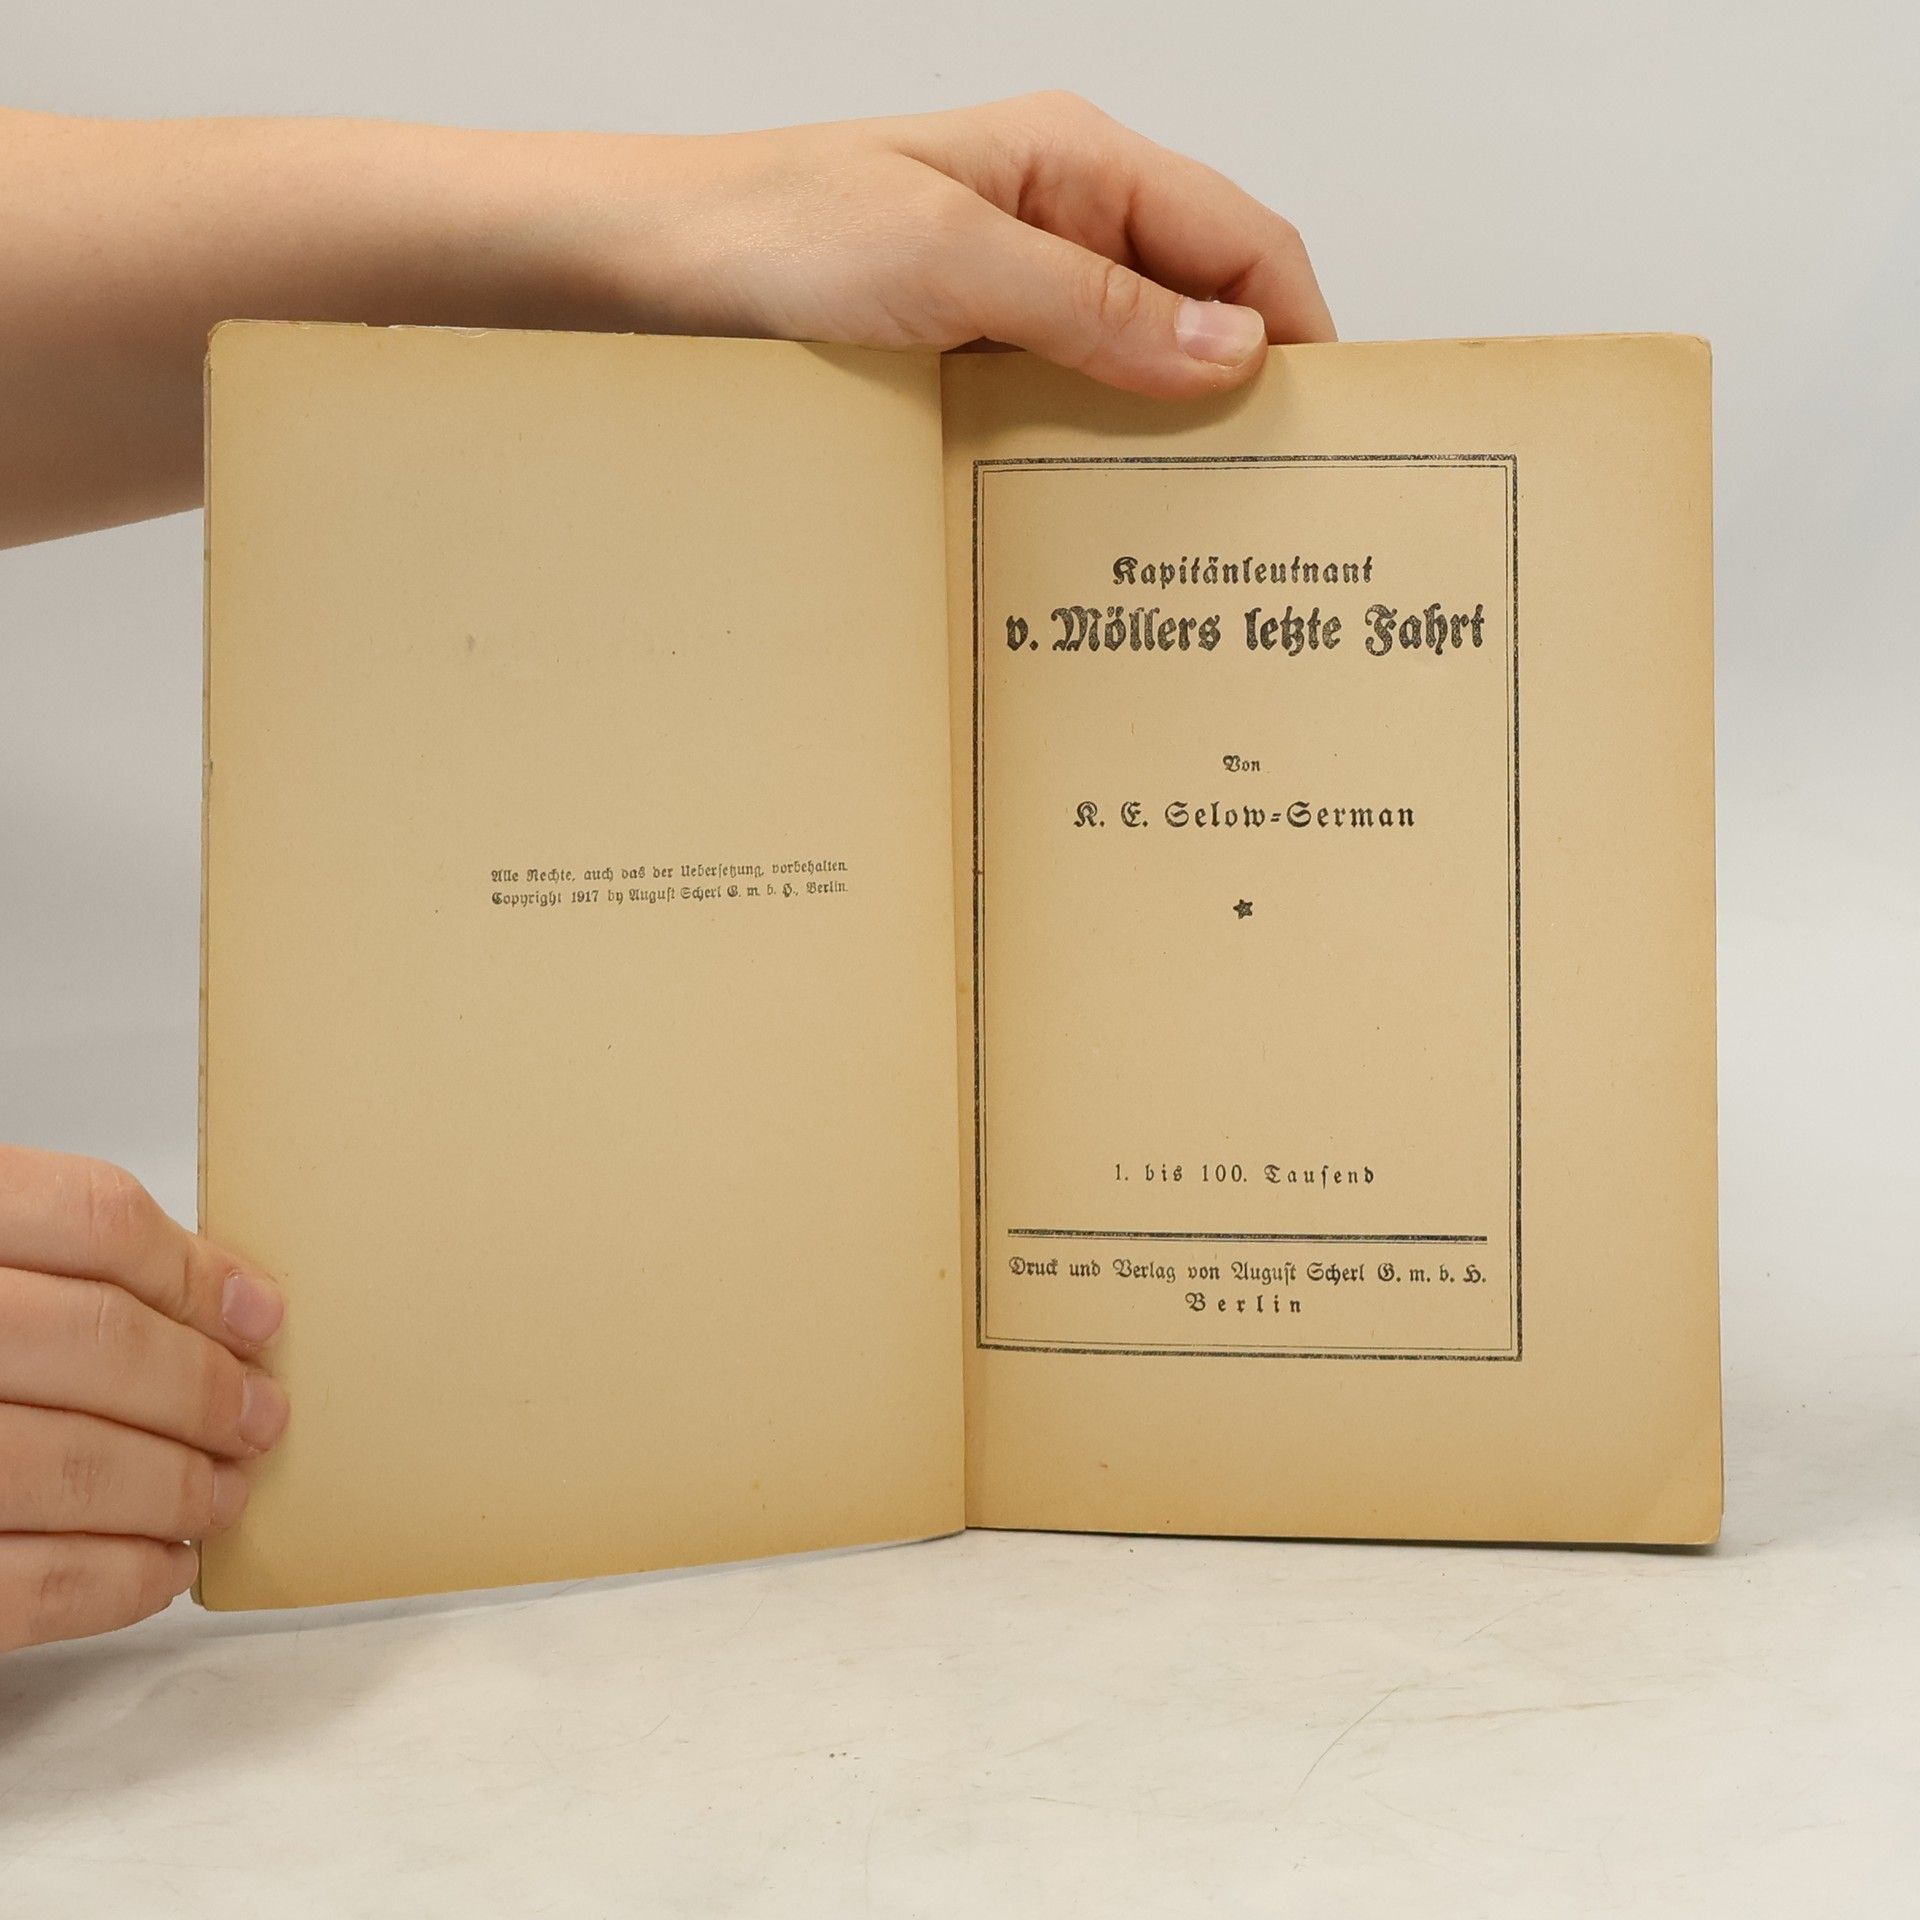 Alle Rechte, auch das der Uebersetzung, vorbehalten.
Copyright 1917 by August Scherl G. m. b. H., Berlin.
Kapitänleutnant
v. Möllers letzte Fahrt
Von
K. E. Selow-Serman
1. bis 100. Tausend
Druck und Verlag von August Scherl G. m. b. H.
Berlin